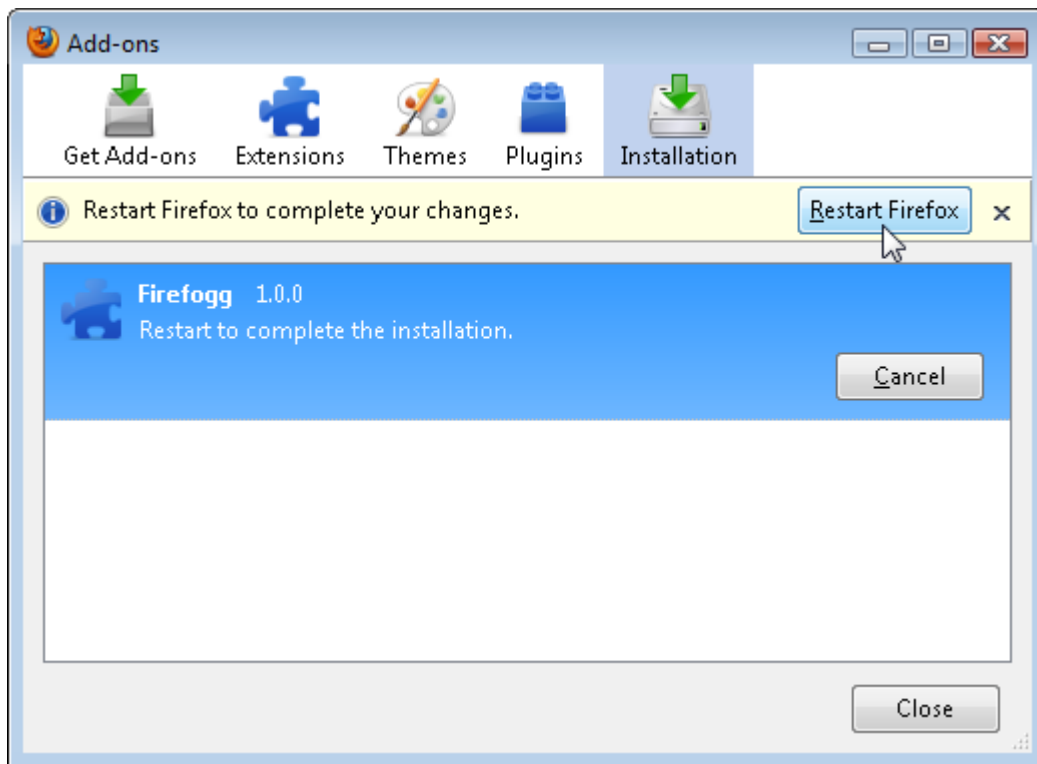 Add-ons
Get Add-ons Extensions Themes Plugins Installation
Restart Firefox to complete your changes. Restart Firefox
Firefogg 1.0.0
Restart to complete the installation.
Cancel
Close